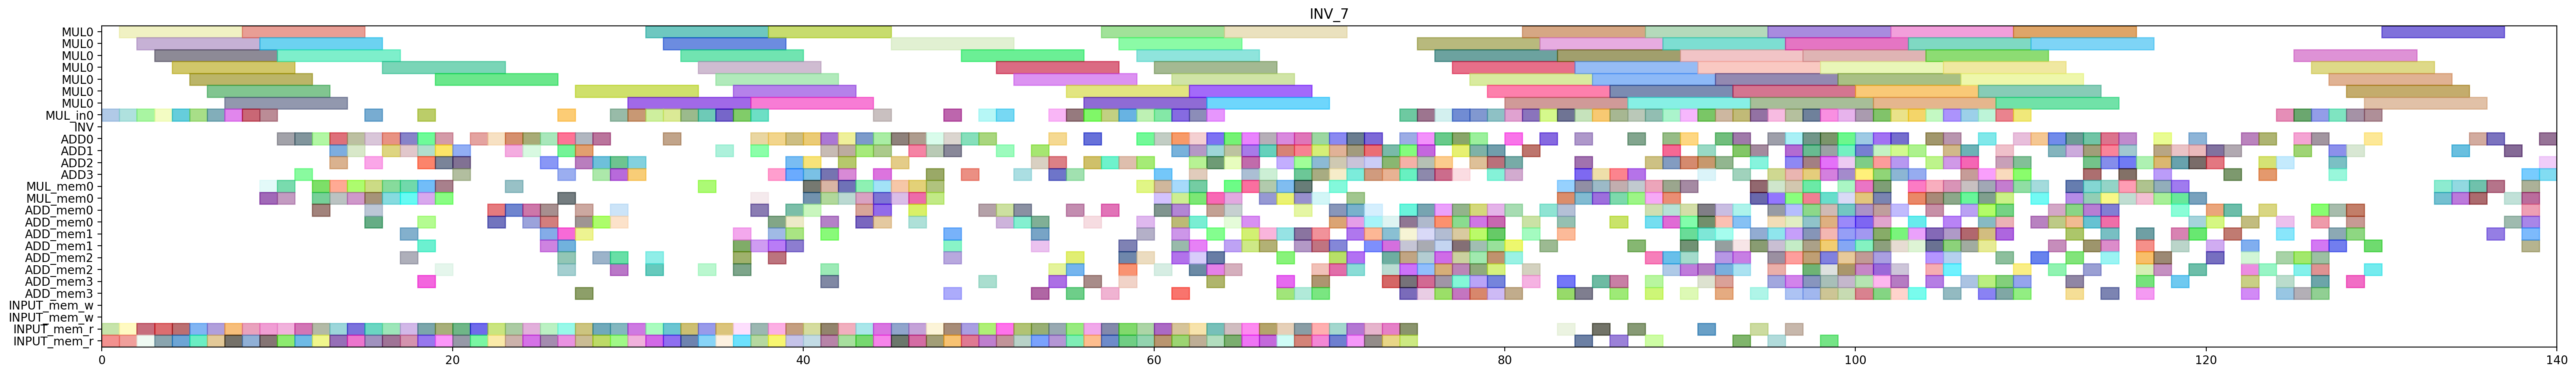 INV_7
MUL0
MUL0
MUL0
MUL0
MUL0
MUL0
MUL0
MUL_in0
INV
ADD0
ADD1
ADD2
ADD3
MUL_mem0
MUL_mem0
ADD_mem0
ADD_mem0
ADD_mem1
ADD_mem1
ADD_mem2
ADD_mem2
ADD_mem3
ADD_mem3
INPUT_mem_w
INPUT_mem_w
INPUT_mem_r
INPUT_mem_r
0 20 40 60 80 100 120 140